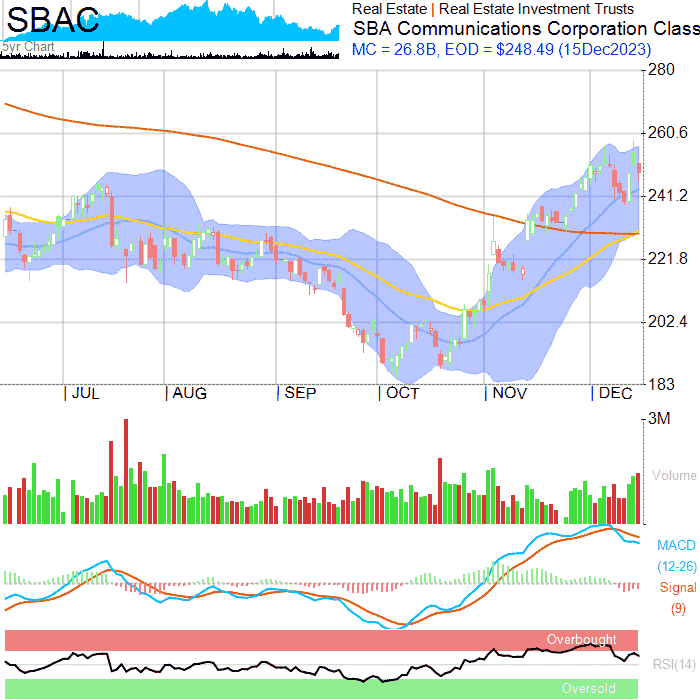 SBAC
5yr Chart
Real Estate | Real Estate Investment Trusts
SBA Communications Corporation Class
MC = 26.8B, EOD = $248.49 (15Dec2023)
280
260.6
241.2
221.8
202.4
183
| JUL | AUG | SEP | OCT | NOV | DEC
3M
Volume
MACD
(12-26)
Signal
(9)
Overbought
RSI(14)
Oversold